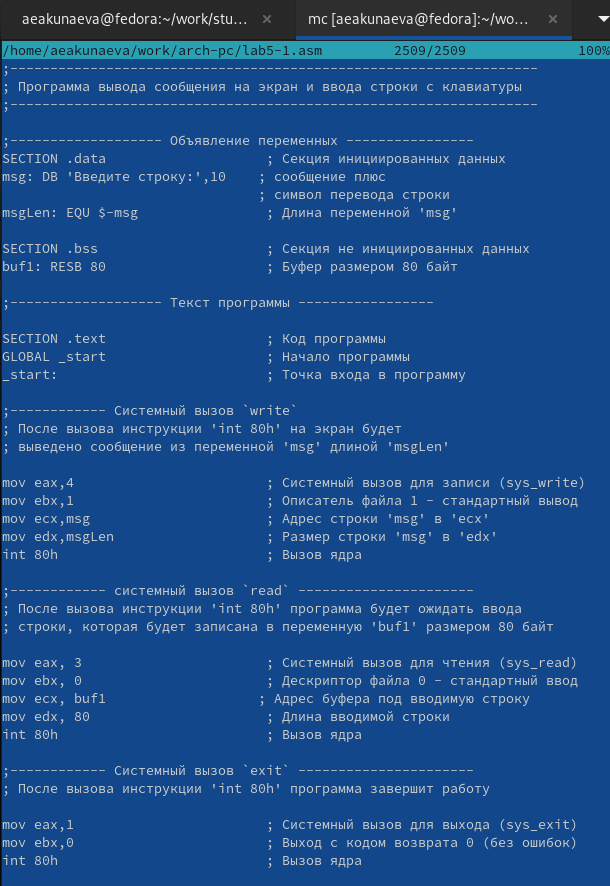 aeakunaeva@fedora:~/work/stu... × mc [aeakunaeva@fedora]:~/wo... ×
/home/aeakunaeva/work/arch-pc/lab5-1.asm 2509/2509 100%
;------------------------------------------------------------------
; Программа вывода сообщения на экран и ввода строки с клавиатуры
;------------------------------------------------------------------
;------------------- Объявление переменных ----------------
SECTION .data ; Секция инициированных данных
msg: DB 'Введите строку:',10 ; сообщение плюс
; символ перевода строки
msgLen: EQU $-msg ; Длина переменной 'msg'
SECTION .bss ; Секция не инициированных данных
buf1: RESB 80 ; Буфер размером 80 байт
;------------------- Текст программы -----------------
SECTION .text ; Код программы
GLOBAL _start ; Начало программы
_start: ; Точка входа в программу
;------------ Системный вызов `write`
; После вызова инструкции 'int 80h' на экран будет
; выведено сообщение из переменной 'msg' длиной 'msgLen'
mov eax,4 ; Системный вызов для записи (sys_write)
mov ebx,1 ; Описатель файла 1 - стандартный вывод
mov ecx,msg ; Адрес строки 'msg' в 'ecx'
mov edx,msgLen ; Размер строки 'msg' в 'edx'
int 80h ; Вызов ядра
;------------ системный вызов `read` ----------------------
; После вызова инструкции 'int 80h' программа будет ожидать ввода
; строки, которая будет записана в переменную 'buf1' размером 80 байт
mov eax, 3 ; Системный вызов для чтения (sys_read)
mov ebx, 0 ; Дескриптор файла 0 - стандартный ввод
mov ecx, buf1 ; Адрес буфера под вводимую строку
mov edx, 80 ; Длина вводимой строки
int 80h ; Вызов ядра
;------------ Системный вызов `exit` ----------------------
; После вызова инструкции 'int 80h' программа завершит работу
mov eax,1 ; Системный вызов для выхода (sys_exit)
mov ebx,0 ; Выход с кодом возврата 0 (без ошибок)
int 80h ; Вызов ядра